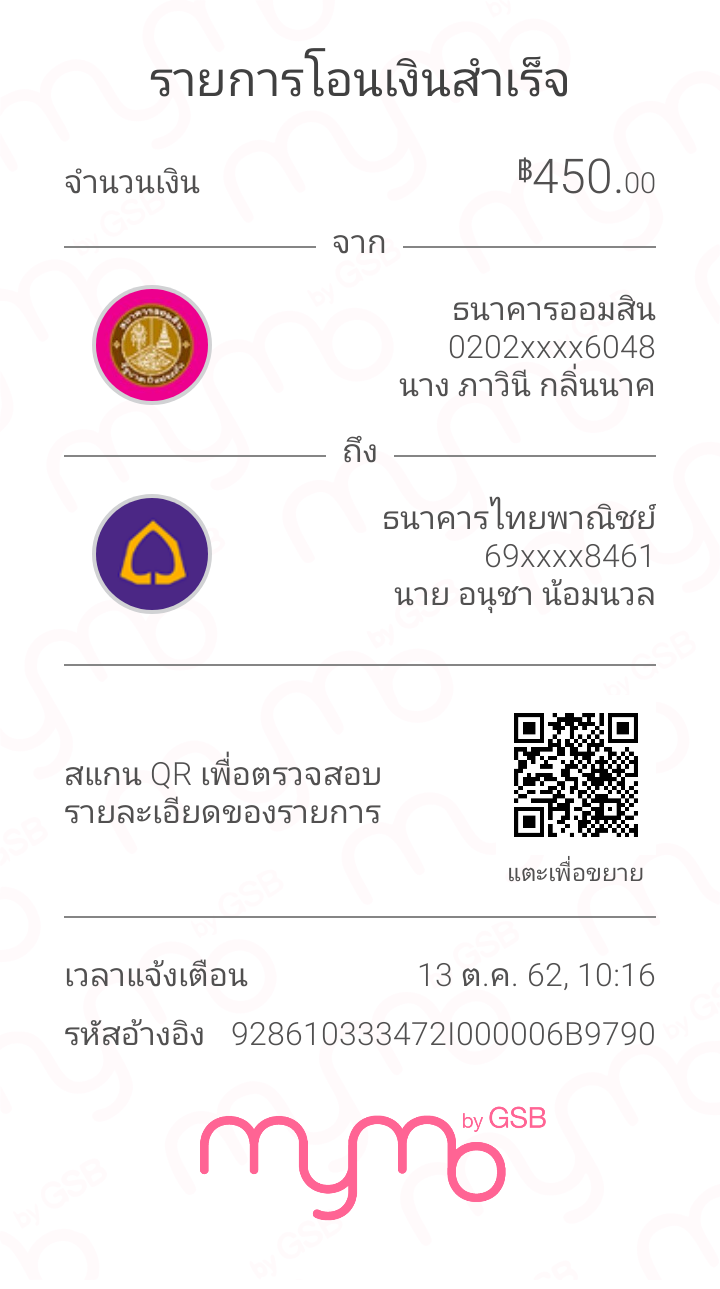 รายการโอนเงินสำเร็จ
จำนวนเงิน ฿450.00
จาก
ธนาคารออมสิน
0202xxxx6048
นาง ภาวินี กลิ่นนาค
ถึง
ธนาคารไทยพาณิชย์
69xxxx8461
นาย อนุชา น้อมนวล
สแกน QR เพื่อตรวจสอบ
รายละเอียดของรายการ
แตะเพื่อขยาย
เวลาแจ้งเตือน 13 ต.ค. 62, 10:16
รหัสอ้างอิง 928610333472I000006B9790
mymo by GSB